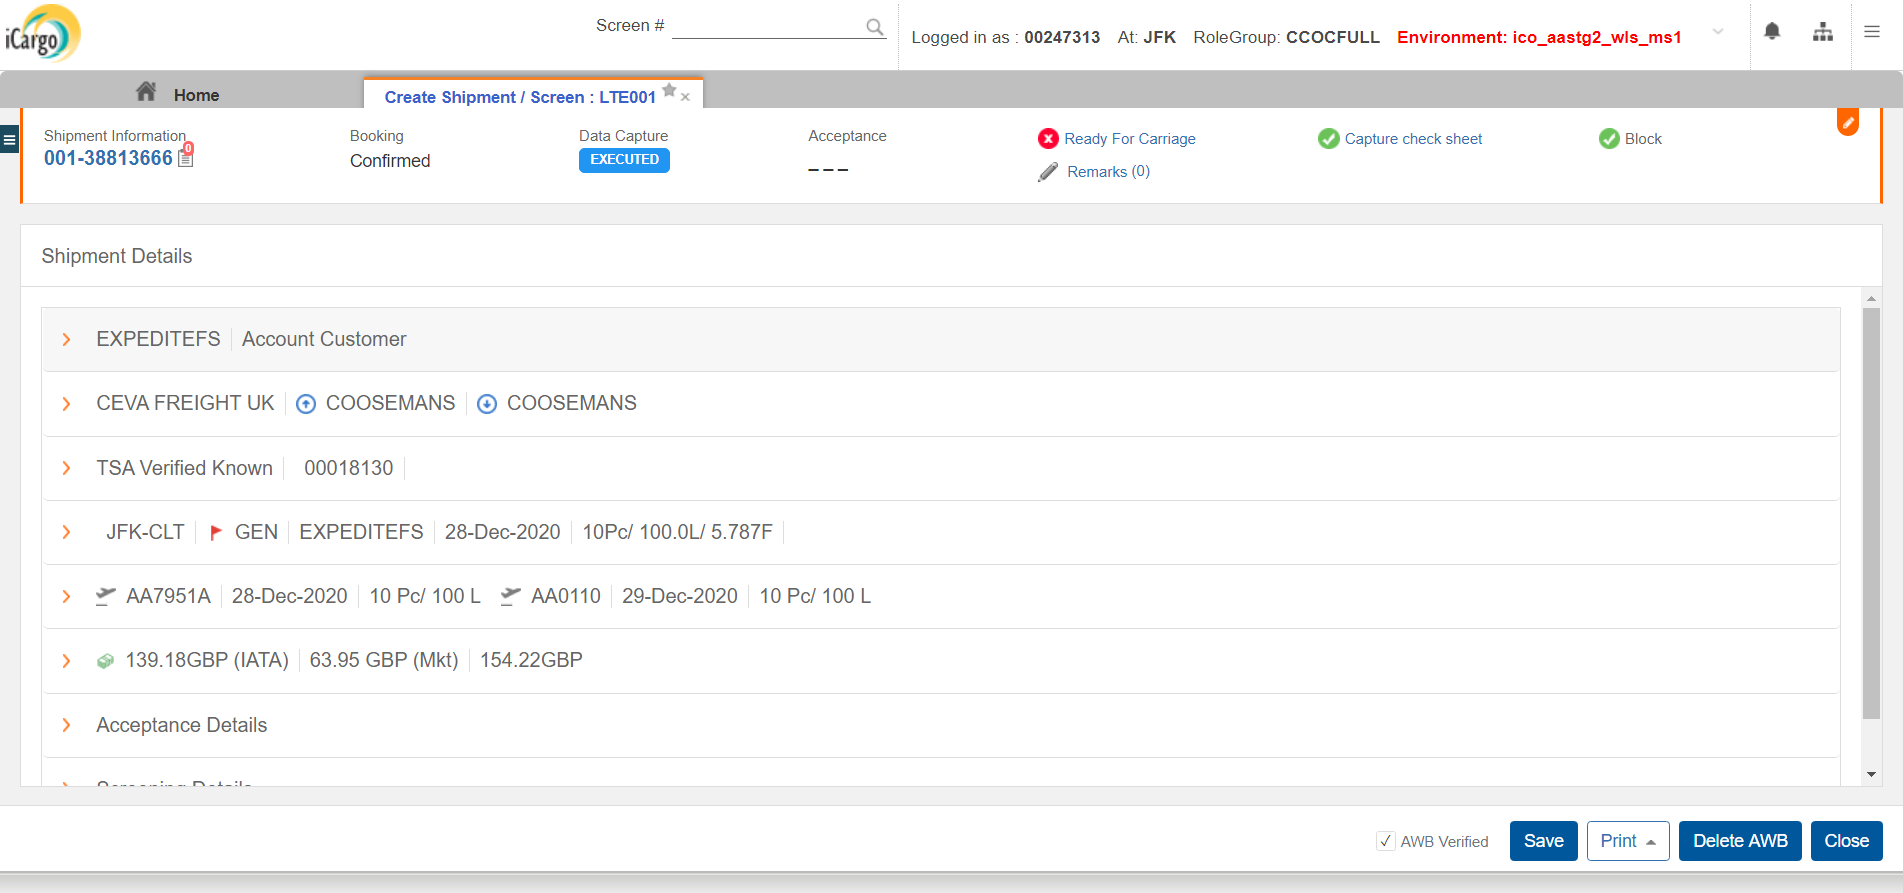 iCargo
Screen #
Logged in as : 00247313 At: JFK RoleGroup: CCOCFULL Environment: ico_aastg2_wls_ms1
Home
Create Shipment / Screen : LTE001
Shipment Information
001-38813666 0
Booking
Confirmed
Data Capture
EXECUTED
Acceptance
– – –
Ready For Carriage
Remarks (0)
Capture check sheet
Block
Shipment Details
EXPEDITEFS Account Customer
CEVA FREIGHT UK COOSEMANS COOSEMANS
TSA Verified Known 00018130
JFK-CLT GEN EXPEDITEFS 28-Dec-2020 10Pc/ 100.0L/ 5.787F
AA7951A 28-Dec-2020 10 Pc/ 100 L AA0110 29-Dec-2020 10 Pc/ 100 L
139.18GBP (IATA) 63.95 GBP (Mkt) 154.22GBP
Acceptance Details
Screening Details
AWB Verified Save Print Delete AWB Close